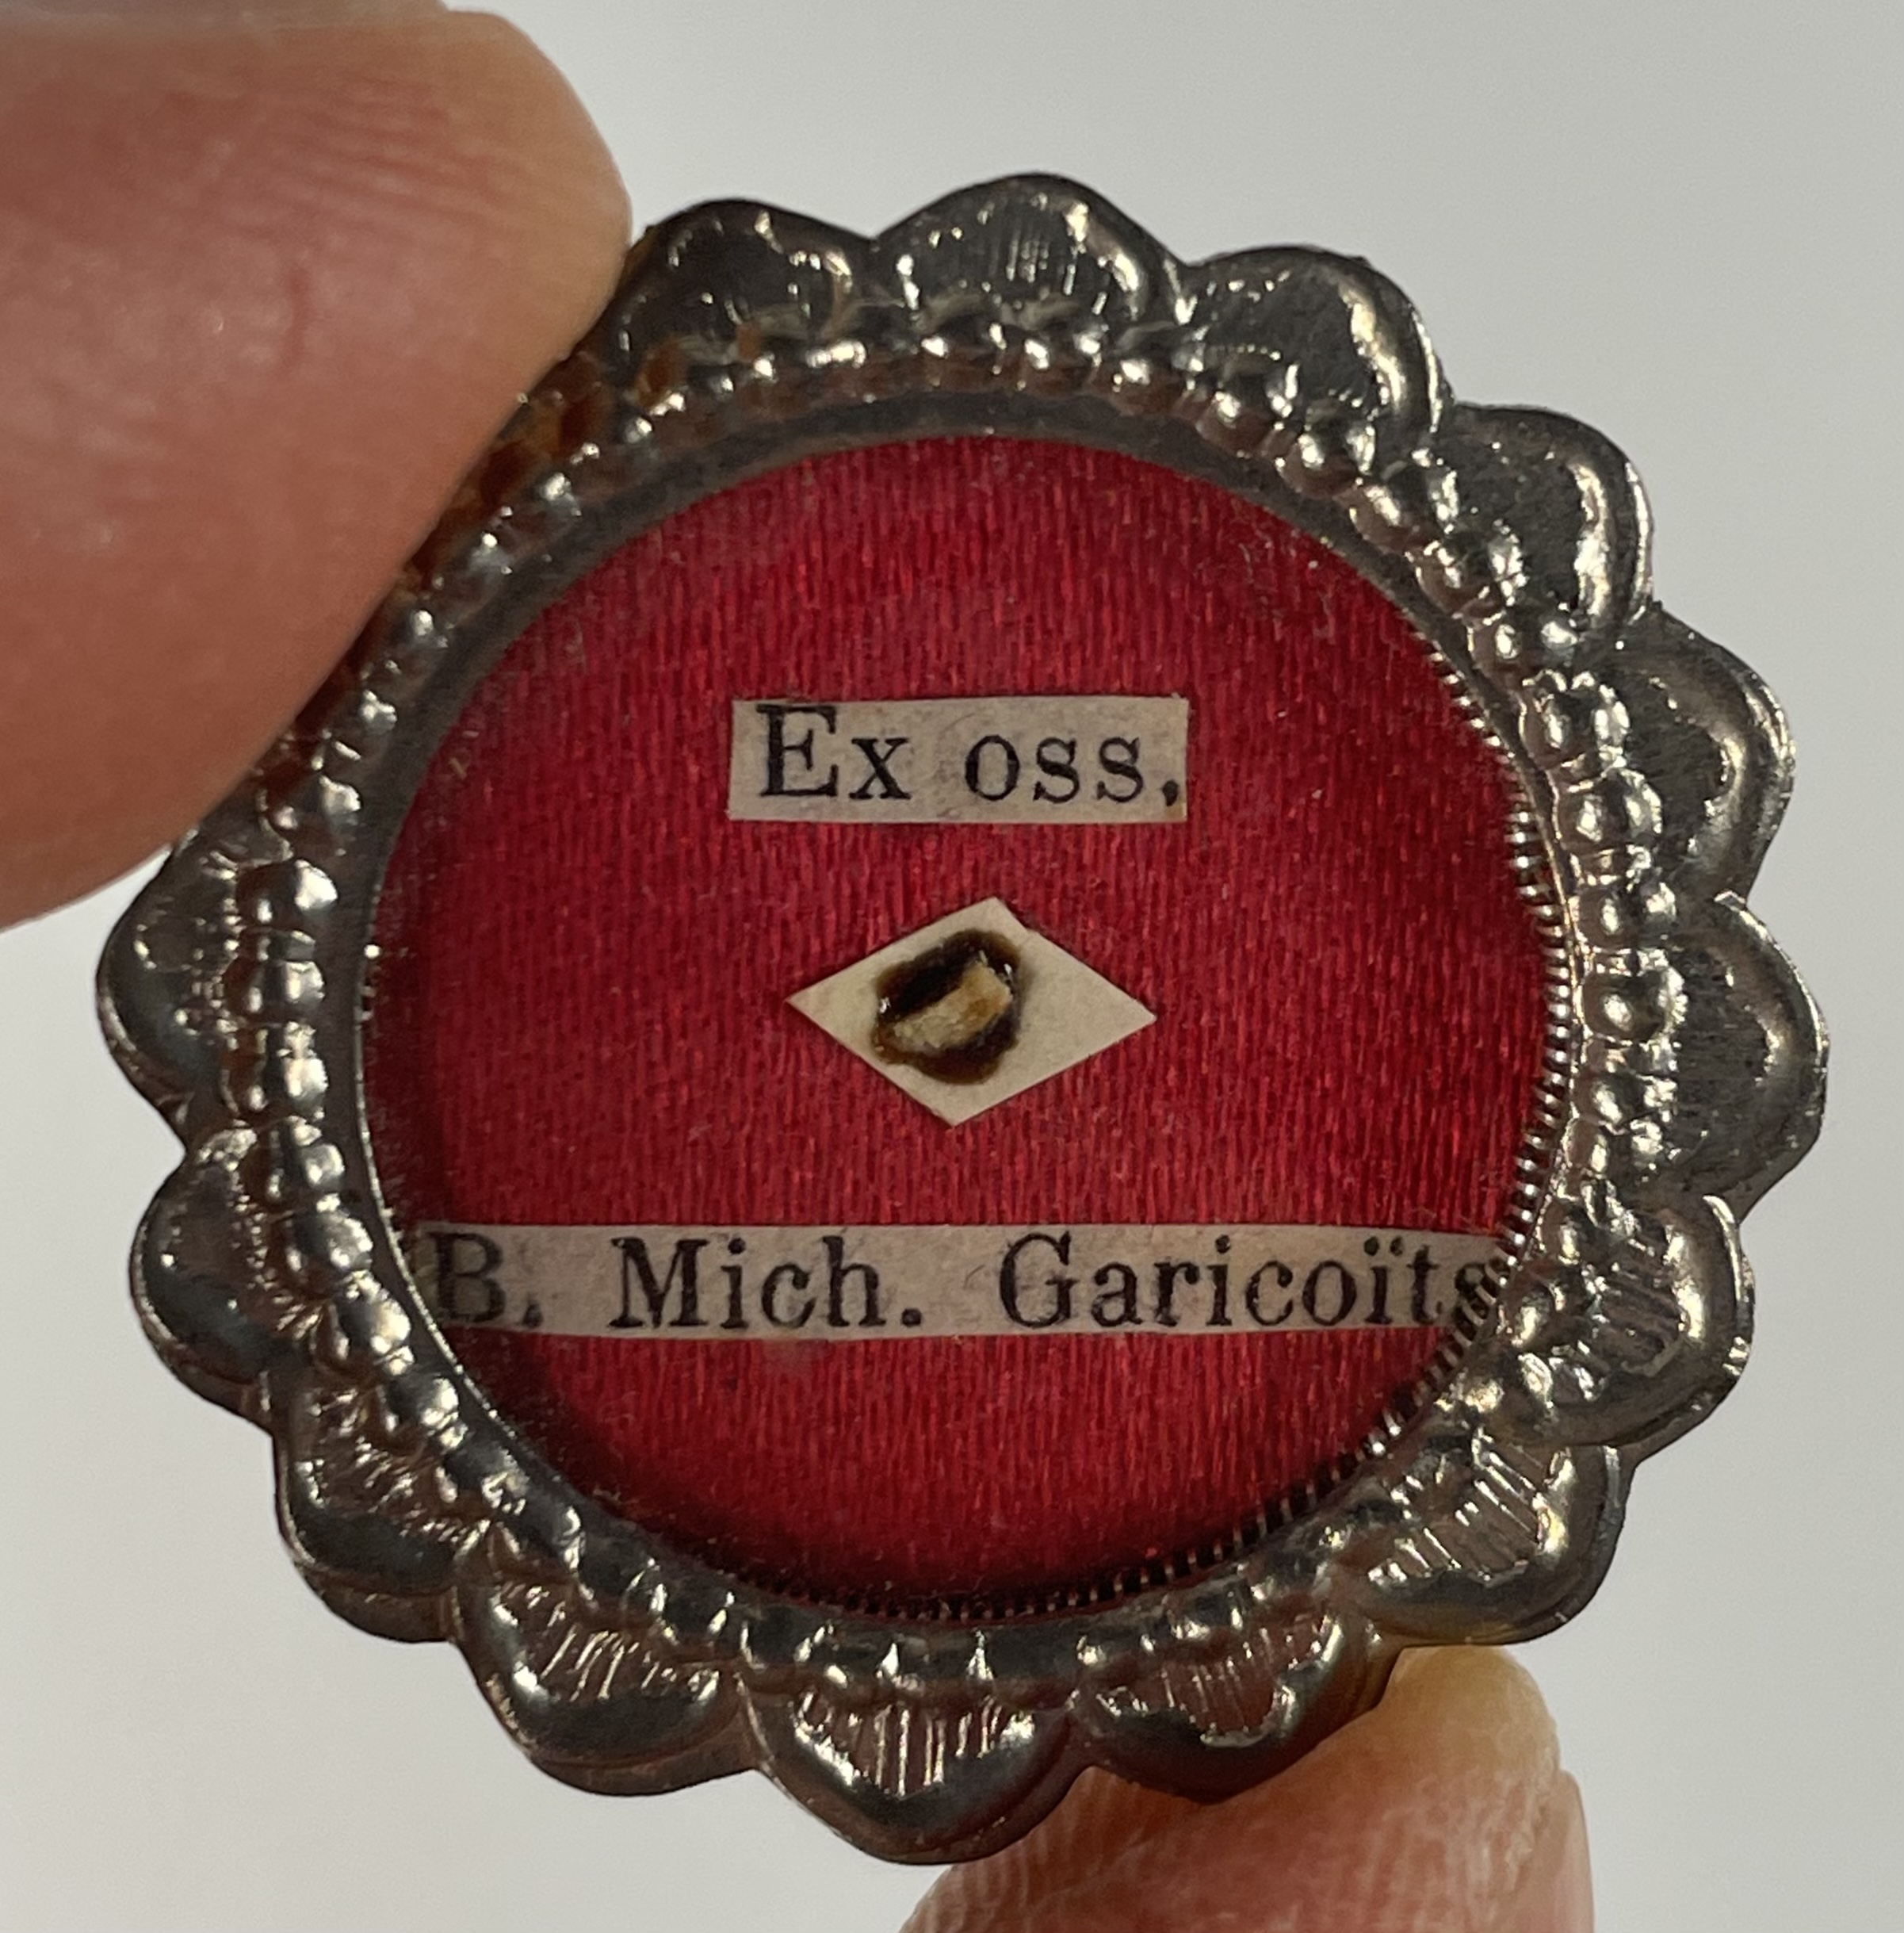 Ex oss.
B. Mich. Garicoïts